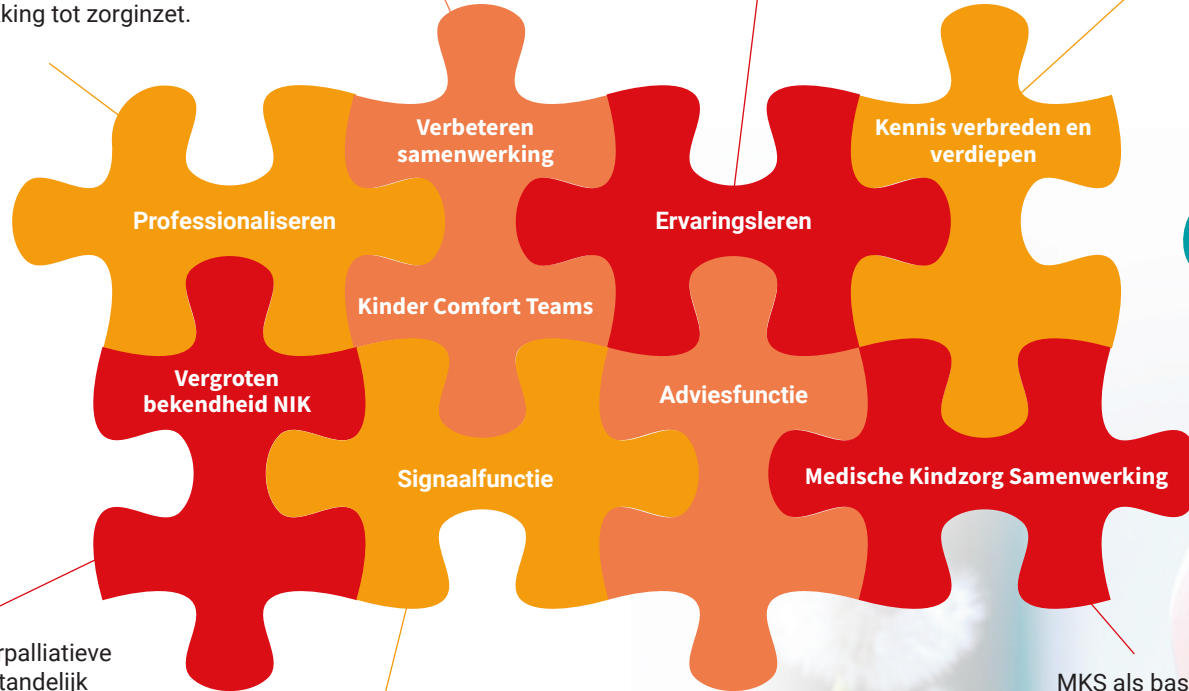 king tot zorginzet.
Verbeteren
samenwerking
Kennis verbreden en
verdiepen
Professionaliseren
Ervaringsleren
Kinder Comfort Teams
Vergroten
bekendheid NIK
Adviesfunctie
Signaalfunctie
Medische Kindzorg Samenwerking
rpalliatieve
tandelijk
MKS als bas